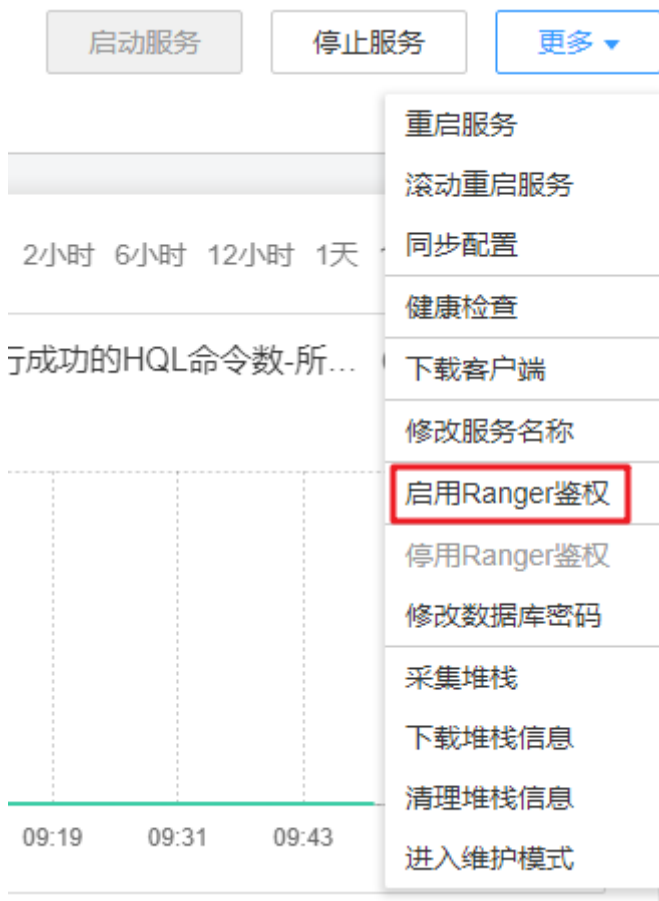 启动服务
停止服务
更多
重启服务
滚动重启服务
同步配置
2小时 6小时 12小时 1天
健康检查
行成功的HQL命令数-所...
下载客户端
修改服务名称
启用Ranger鉴权
停用Ranger鉴权
修改数据库密码
采集堆栈
下载堆栈信息
清理堆栈信息
09:19 09:31 09:43
进入维护模式